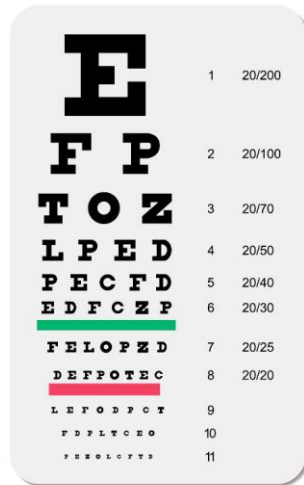 E 1 20/200
F P 2 20/100
T O Z 3 20/70
L P E D 4 20/50
P E C F D 5 20/40
E D F C Z P 6 20/30
F E L O P Z D 7 20/25
D E F P O T E C 8 20/20
L E F O D P C T 9
F D P L T C E O 10
P E Z O L C F T D 11